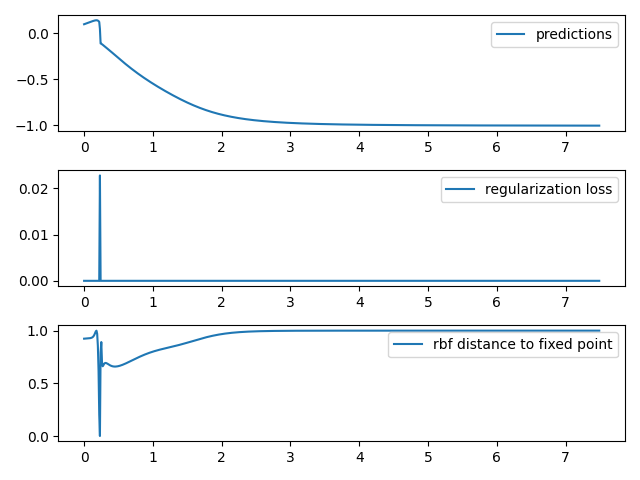 predictions
0.0
−0.5
−1.0
0 1 2 3 4 5 6 7
regularization loss
0.02
0.01
0.00
0 1 2 3 4 5 6 7
1.0
rbf distance to fixed point
0.5
0.0
0 1 2 3 4 5 6 7